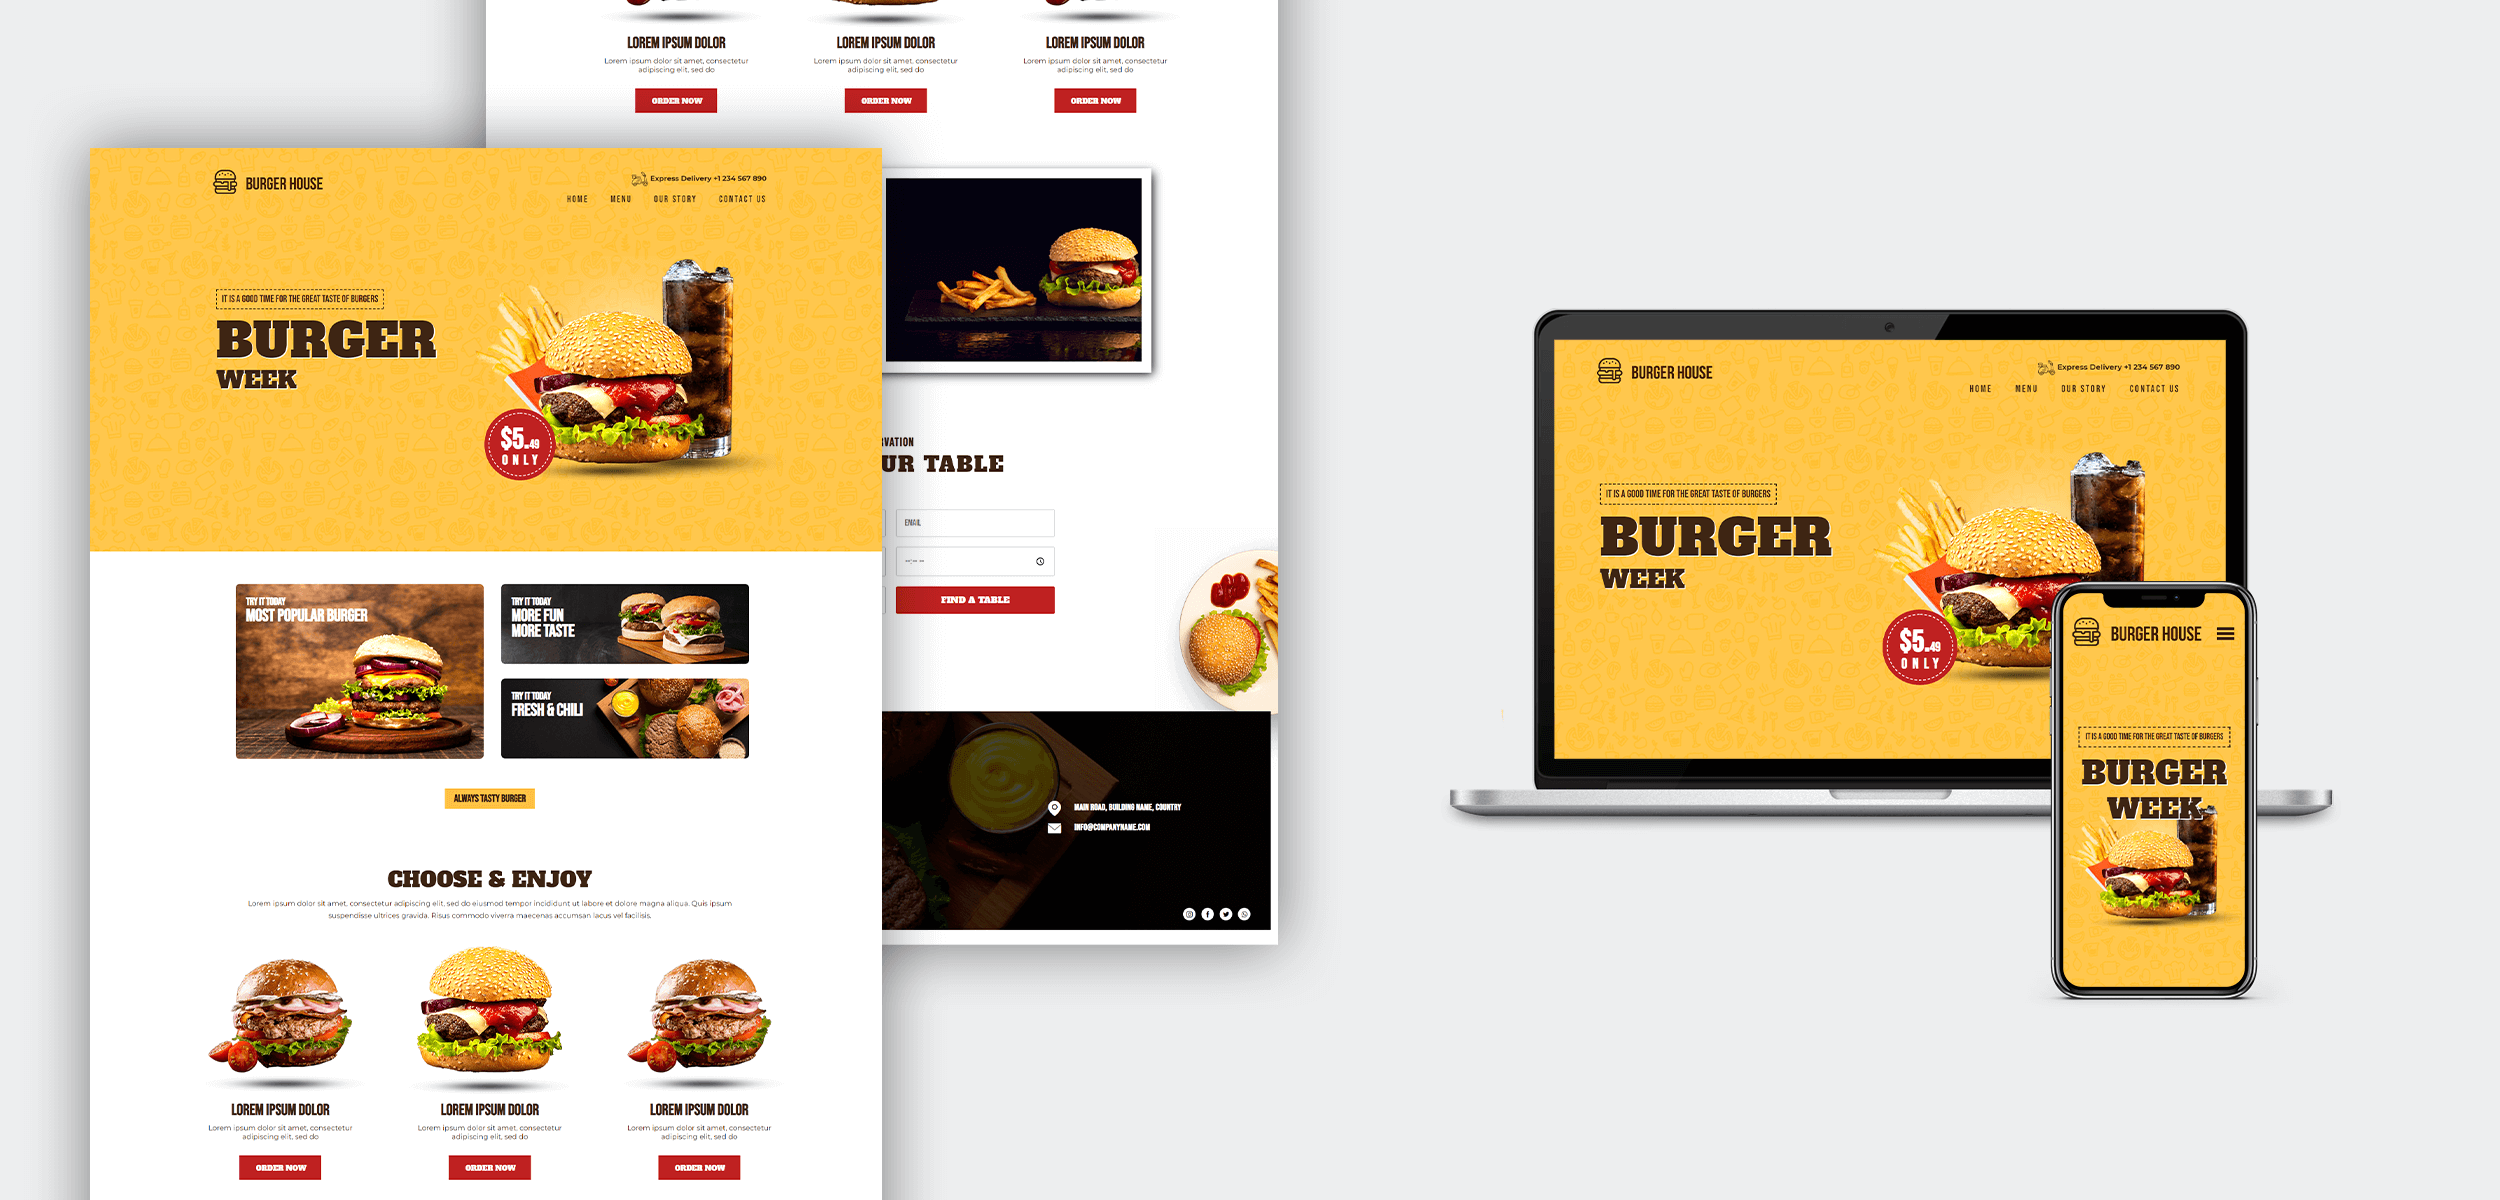 LOREM IPSUM DOLOR
Lorem ipsum dolor sit amet, consectetur
adipiscing elit, sed do
ORDER NOW
LOREM IPSUM DOLOR
Lorem ipsum dolor sit amet, consectetur
adipiscing elit, sed do
ORDER NOW
LOREM IPSUM DOLOR
Lorem ipsum dolor sit amet, consectetur
adipiscing elit, sed do
ORDER NOW
BURGER HOUSE
Express Delivery +1 234 567 890
HOME MENU OUR STORY CONTACT US
IT IS A GOOD TIME FOR THE GREAT TASTE OF BURGERS
BURGER
WEEK
$5.49
ONLY
TRY IT TODAY
MOST POPULAR BURGER
TRY IT TODAY
MORE FUN
MORE TASTE
TRY IT TODAY
FRESH & CHILI
ALWAYS TASTY BURGER
CHOOSE & ENJOY
Lorem ipsum dolor sit amet, consectetur adipiscing elit, sed do eiusmod tempor incididunt ut labore et dolore magna aliqua. Quis ipsum
suspendisse ultrices gravida. Risus commodo viverra maecenas accumsan lacus vel facilisis.
LOREM IPSUM DOLOR
Lorem ipsum dolor sit amet, consectetur
adipiscing elit, sed do
ORDER NOW
LOREM IPSUM DOLOR
Lorem ipsum dolor sit amet, consectetur
adipiscing elit, sed do
ORDER NOW
LOREM IPSUM DOLOR
Lorem ipsum dolor sit amet, consectetur
adipiscing elit, sed do
ORDER NOW
RVATION
UR TABLE
EMAIL
--:-- --
FIND A TABLE
MAIN ROAD, BUILDING NAME, COUNTRY
INFO@COMPANYNAME.COM
BURGER HOUSE
Express Delivery +1 234 567 890
HOME MENU OUR STORY CONTACT US
IT IS A GOOD TIME FOR THE GREAT TASTE OF BURGERS
BURGER
WEEK
$5.49
ONLY
BURGER HOUSE
IT IS A GOOD TIME FOR THE GREAT TASTE OF BURGERS
BURGER
WEEK